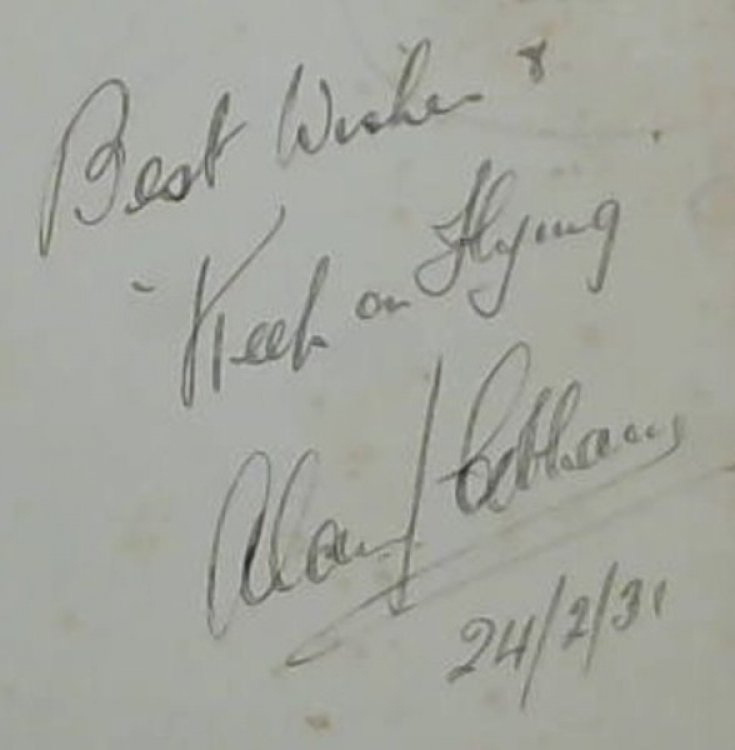 Best Wishes &
- Keep on Flying
Alan J Cobham
24/2/31